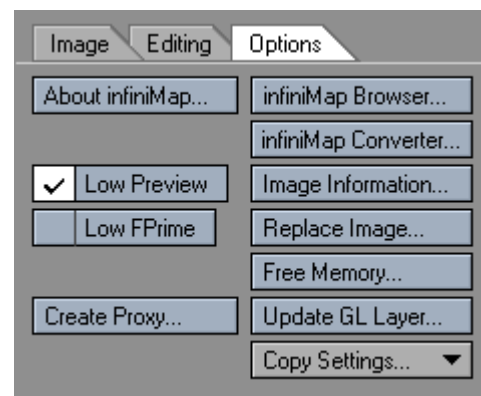 Image Editing Options
About infiniMap... infiniMap Browser...
infiniMap Converter...
Low Preview Image Information...
Low FPrime Replace Image...
Free Memory...
Create Proxy... Update GL Layer...
Copy Settings...